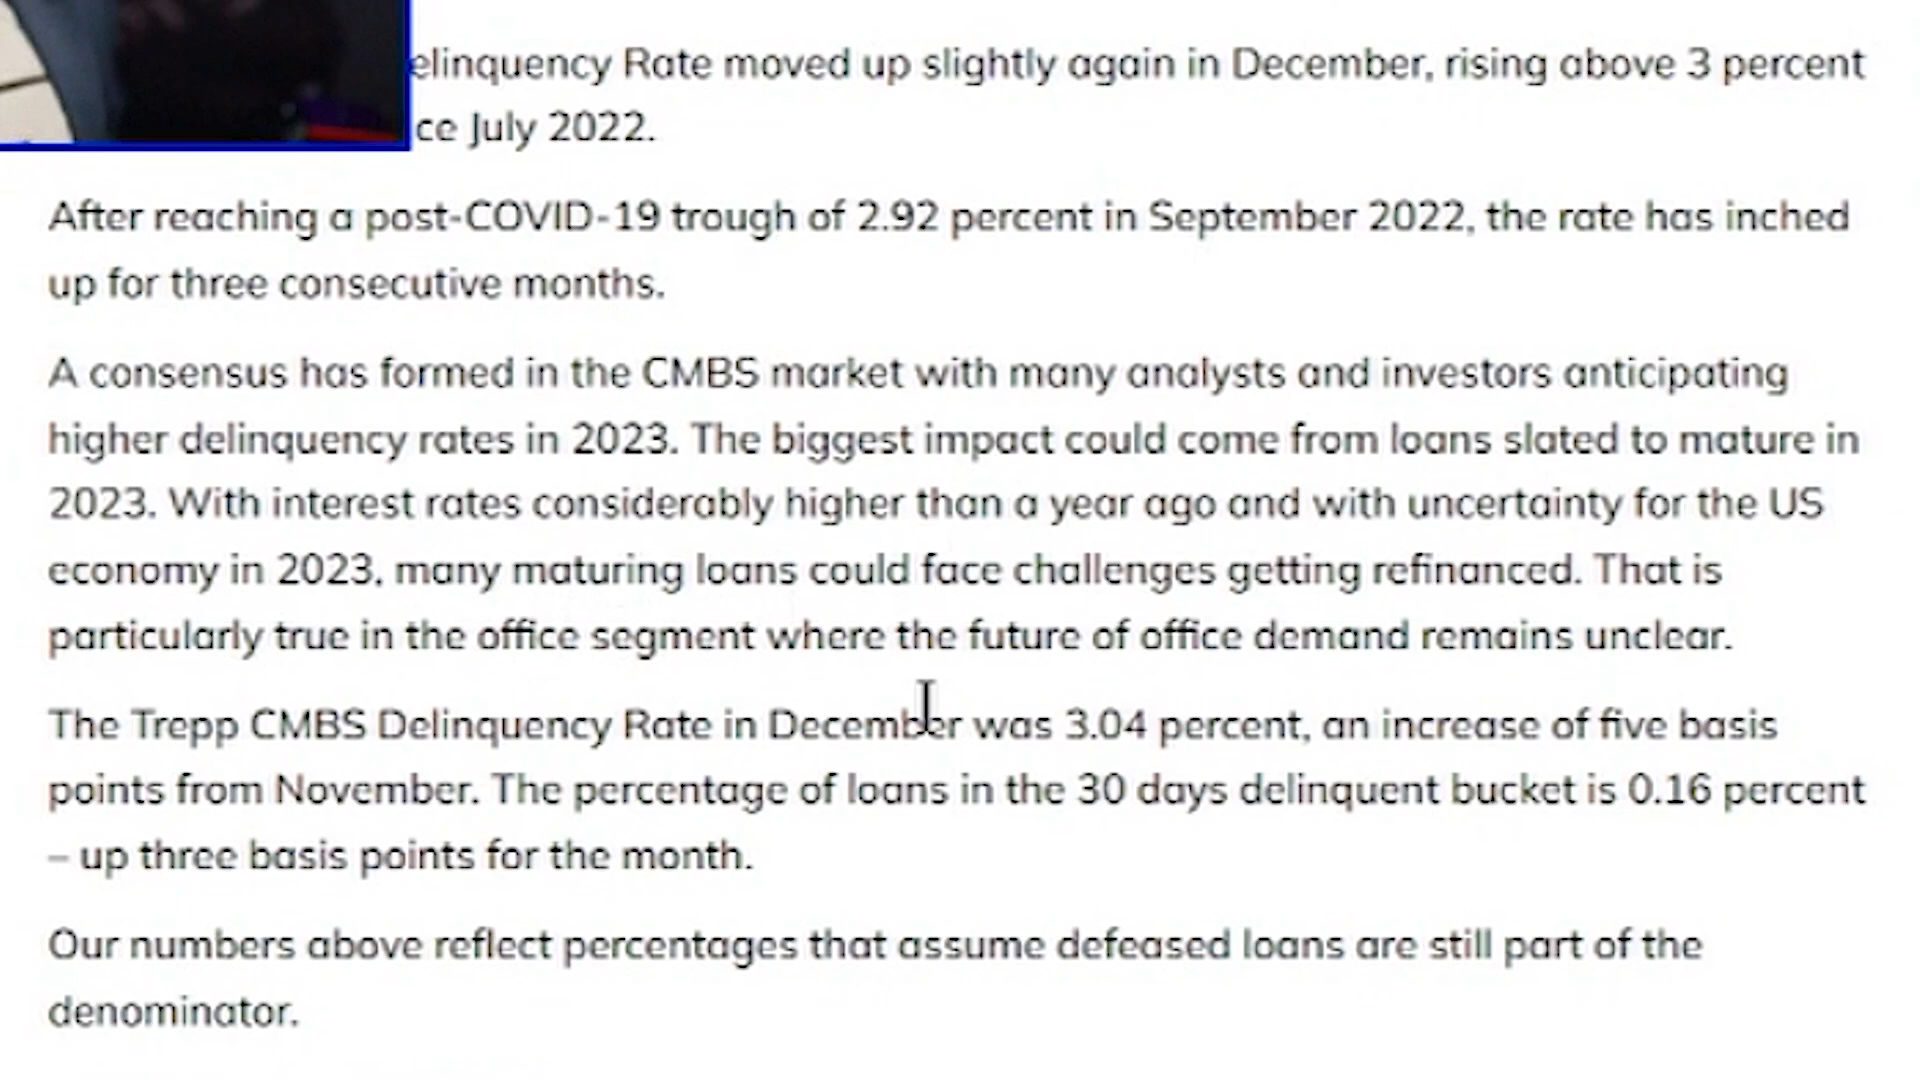 elinquency Rate moved up slightly again in December, rising above 3 percent
ce July 2022.
After reaching a post-COVID-19 trough of 2.92 percent in September 2022, the rate has inched
up for three consecutive months.
A consensus has formed in the CMBS market with many analysts and investors anticipating
higher delinquency rates in 2023. The biggest impact could come from loans slated to mature in
2023. With interest rates considerably higher than a year ago and with uncertainty for the US
economy in 2023, many maturing loans could face challenges getting refinanced. That is
particularly true in the office segment where the future of office demand remains unclear.
The Trepp CMBS Delinquency Rate in December was 3.04 percent, an increase of five basis
points from November. The percentage of loans in the 30 days delinquent bucket is 0.16 percent
– up three basis points for the month.
Our numbers above reflect percentages that assume defeased loans are still part of the
denominator.